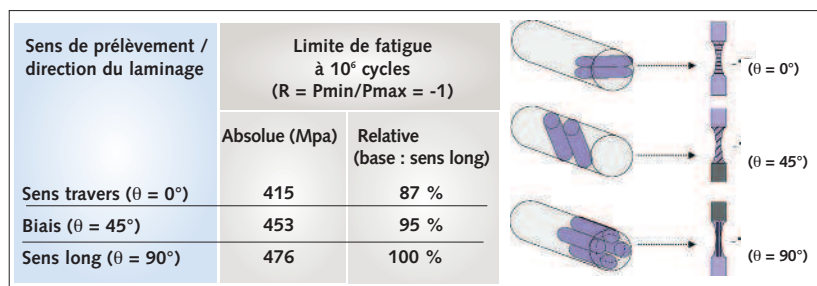 Sens de prélèvement /
direction du laminage
Limite de fatigue
à 10⁶ cycles
(R = Pmin/Pmax = -1)
Absolue (Mpa)
Relative
(base : sens long)
Sens travers (θ = 0°) 415 87 %
Biais (θ = 45°) 453 95 %
Sens long (θ = 90°) 476 100 %
(θ = 0°)
(θ = 45°)
(θ = 90°)